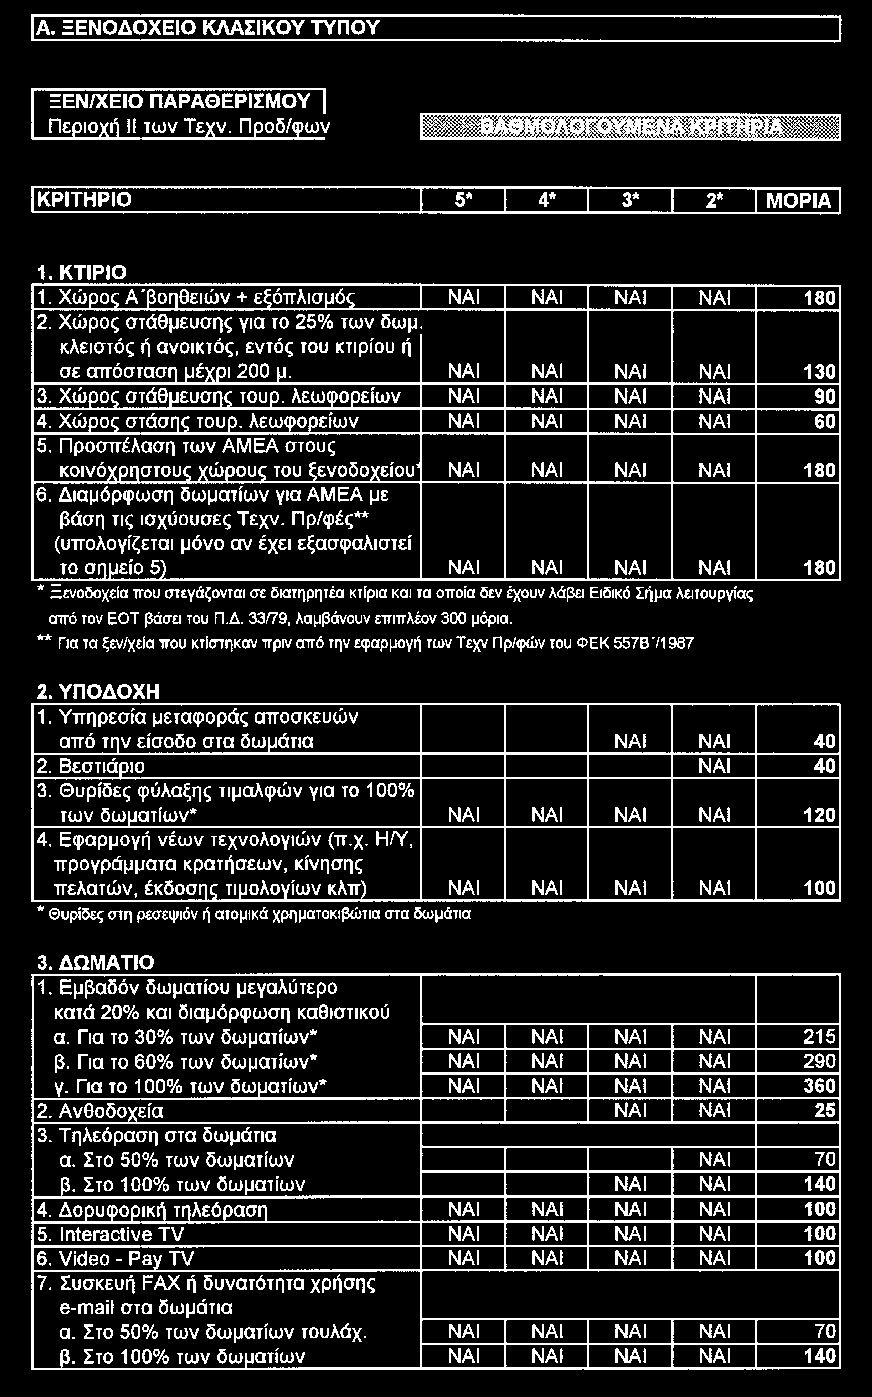 Α. ΞΕΝΟΔΟΧΕΙΟ ΚΛΑΣΙΚΟΥ ΤΥΠΟΥ
ΞΕΝ/ΧΕΙΟ ΠΑΡΑΘΕΡΙΣΜΟΥ
Περιοχή ΙΙ των Τεχν. Προδ/φων
ΒΑΘΜΟΛΟΓΟΥΜΕΝΑ ΚΡΙΤΗΡΙΑ
ΚΡΙΤΗΡΙΟ 5* 4* 3* 2* ΜΟΡΙΑ
1. ΚΤΙΡΙΟ
1. Χώρος Α΄βοηθειών + εξόπλισμός ΝΑΙ ΝΑΙ ΝΑΙ ΝΑΙ 180
2. Χώρος στάθμευσης για το 25% των δωμ.
κλειστός ή ανοικτός, εντός του κτιρίου ή
σε απόσταση μέχρι 200 μ. ΝΑΙ ΝΑΙ ΝΑΙ ΝΑΙ 130
3. Χώρος στάθμευσης τουρ. λεωφορείων ΝΑΙ ΝΑΙ ΝΑΙ ΝΑΙ 90
4. Χώρος στάσης τουρ. λεωφορείων ΝΑΙ ΝΑΙ ΝΑΙ ΝΑΙ 60
5. Προσπέλαση των ΑΜΕΑ στους
κοινόχρηστους χώρους του ξενοδοχείου* ΝΑΙ ΝΑΙ ΝΑΙ ΝΑΙ 180
6. Διαμόρφωση δωματίων για ΑΜΕΑ με
βάση τις ισχύουσες Τεχν. Πρ/φές**
(υπολογίζεται μόνο αν έχει εξασφαλιστεί
το σημείο 5) ΝΑΙ ΝΑΙ ΝΑΙ ΝΑΙ 180
* Ξενοδοχεία που στεγάζονται σε διατηρητέα κτίρια και τα οποία δεν έχουν λάβει Ειδικό Σήμα λειτουργίας
από τον ΕΟΤ βάσει του Π.Δ. 33/79, λαμβάνουν επιπλέον 300 μόρια.
** Για τα ξεν/χεία που κτίστηκαν πριν από την εφαρμογή των Τεχν Πρ/φών του ΦΕΚ 557Β΄/1987
2. ΥΠΟΔΟΧΗ
1. Υπηρεσία μεταφοράς αποσκευών
από την είσοδο στα δωμάτια ΝΑΙ ΝΑΙ 40
2. Βεστιάριο ΝΑΙ 40
3. Θυρίδες φύλαξης τιμαλφών για το 100%
των δωματίων* ΝΑΙ ΝΑΙ ΝΑΙ ΝΑΙ 120
4. Εφαρμογή νέων τεχνολογιών (π.χ. Η/Υ,
προγράμματα κρατήσεων, κίνησης
πελατών, έκδοσης τιμολογίων κλπ) ΝΑΙ ΝΑΙ ΝΑΙ ΝΑΙ 100
* Θυρίδες στη ρεσεψιόν ή ατομικά χρηματοκιβώτια στα δωμάτια
3. ΔΩΜΑΤΙΟ
1. Εμβαδόν δωματίου μεγαλύτερο
κατά 20% και διαμόρφωση καθιστικού
α. Για το 30% των δωματίων* ΝΑΙ ΝΑΙ ΝΑΙ ΝΑΙ 215
β. Για το 60% των δωματίων* ΝΑΙ ΝΑΙ ΝΑΙ ΝΑΙ 290
γ. Για το 100% των δωματίων* ΝΑΙ ΝΑΙ ΝΑΙ ΝΑΙ 360
2. Ανθοδοχεία ΝΑΙ ΝΑΙ 25
3. Τηλεόραση στα δωμάτια
α. Στο 50% των δωματίων ΝΑΙ 70
β. Στο 100% των δωματίων ΝΑΙ ΝΑΙ 140
4. Δορυφορική τηλεόραση ΝΑΙ ΝΑΙ ΝΑΙ ΝΑΙ 100
5. Interactive TV ΝΑΙ ΝΑΙ ΝΑΙ ΝΑΙ 100
6. Video - Pay TV ΝΑΙ ΝΑΙ ΝΑΙ ΝΑΙ 100
7. Συσκευή FAX ή δυνατότητα χρήσης
e-mail στα δωμάτια
α. Στο 50% των δωματίων τουλάχ. ΝΑΙ ΝΑΙ ΝΑΙ ΝΑΙ 70
β. Στο 100% των δωματίων ΝΑΙ ΝΑΙ ΝΑΙ ΝΑΙ 140